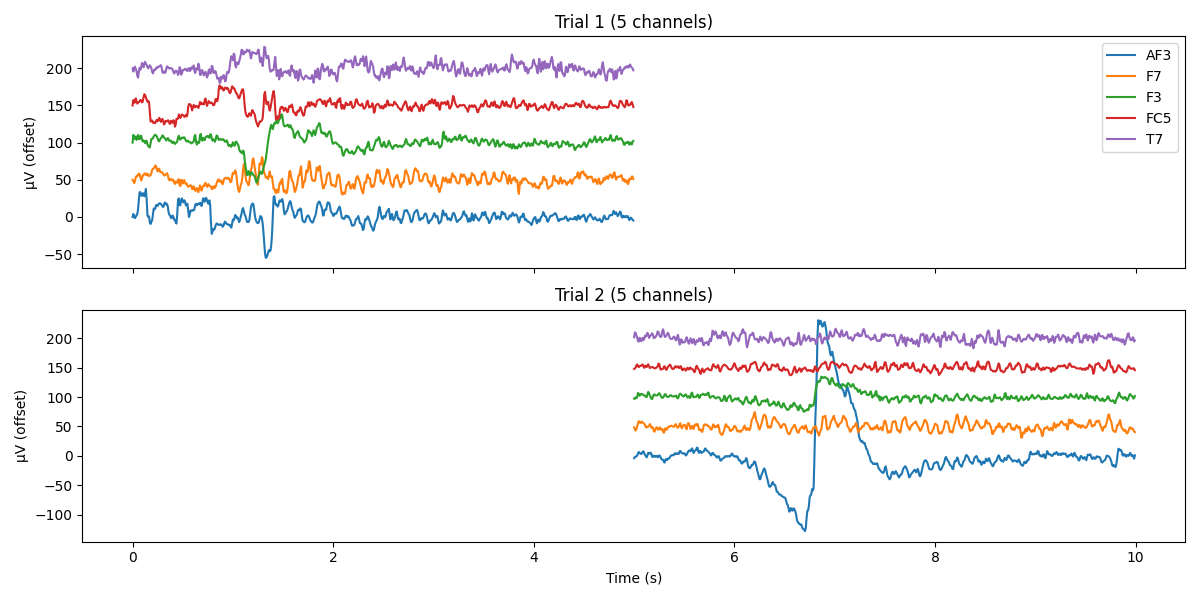 Trial 1 (5 channels)
200
150
100
50
0
−50
µV (offset)
AF3
F7
F3
FC5
T7
Trial 2 (5 channels)
200
150
100
50
0
−50
−100
µV (offset)
0 2 4 6 8 10
Time (s)